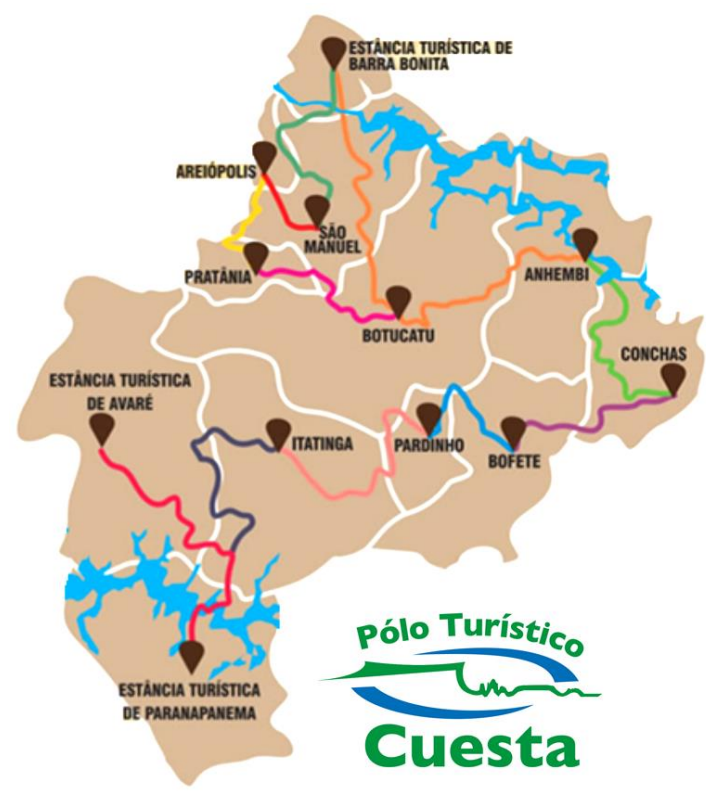 ESTÂNCIA TURÍSTICA DE
BARRA BONITA
AREIÓPOLIS
SÃO
MANUEL
PRATÂNIA
ANHEMBI
BOTUCATU
CONCHAS
ESTÂNCIA TURÍSTICA
DE AVARÉ
ITATINGA
PARDINHO
BOFETE
ESTÂNCIA TURÍSTICA
DE PARANAPANEMA
Pólo Turístico
Cuesta